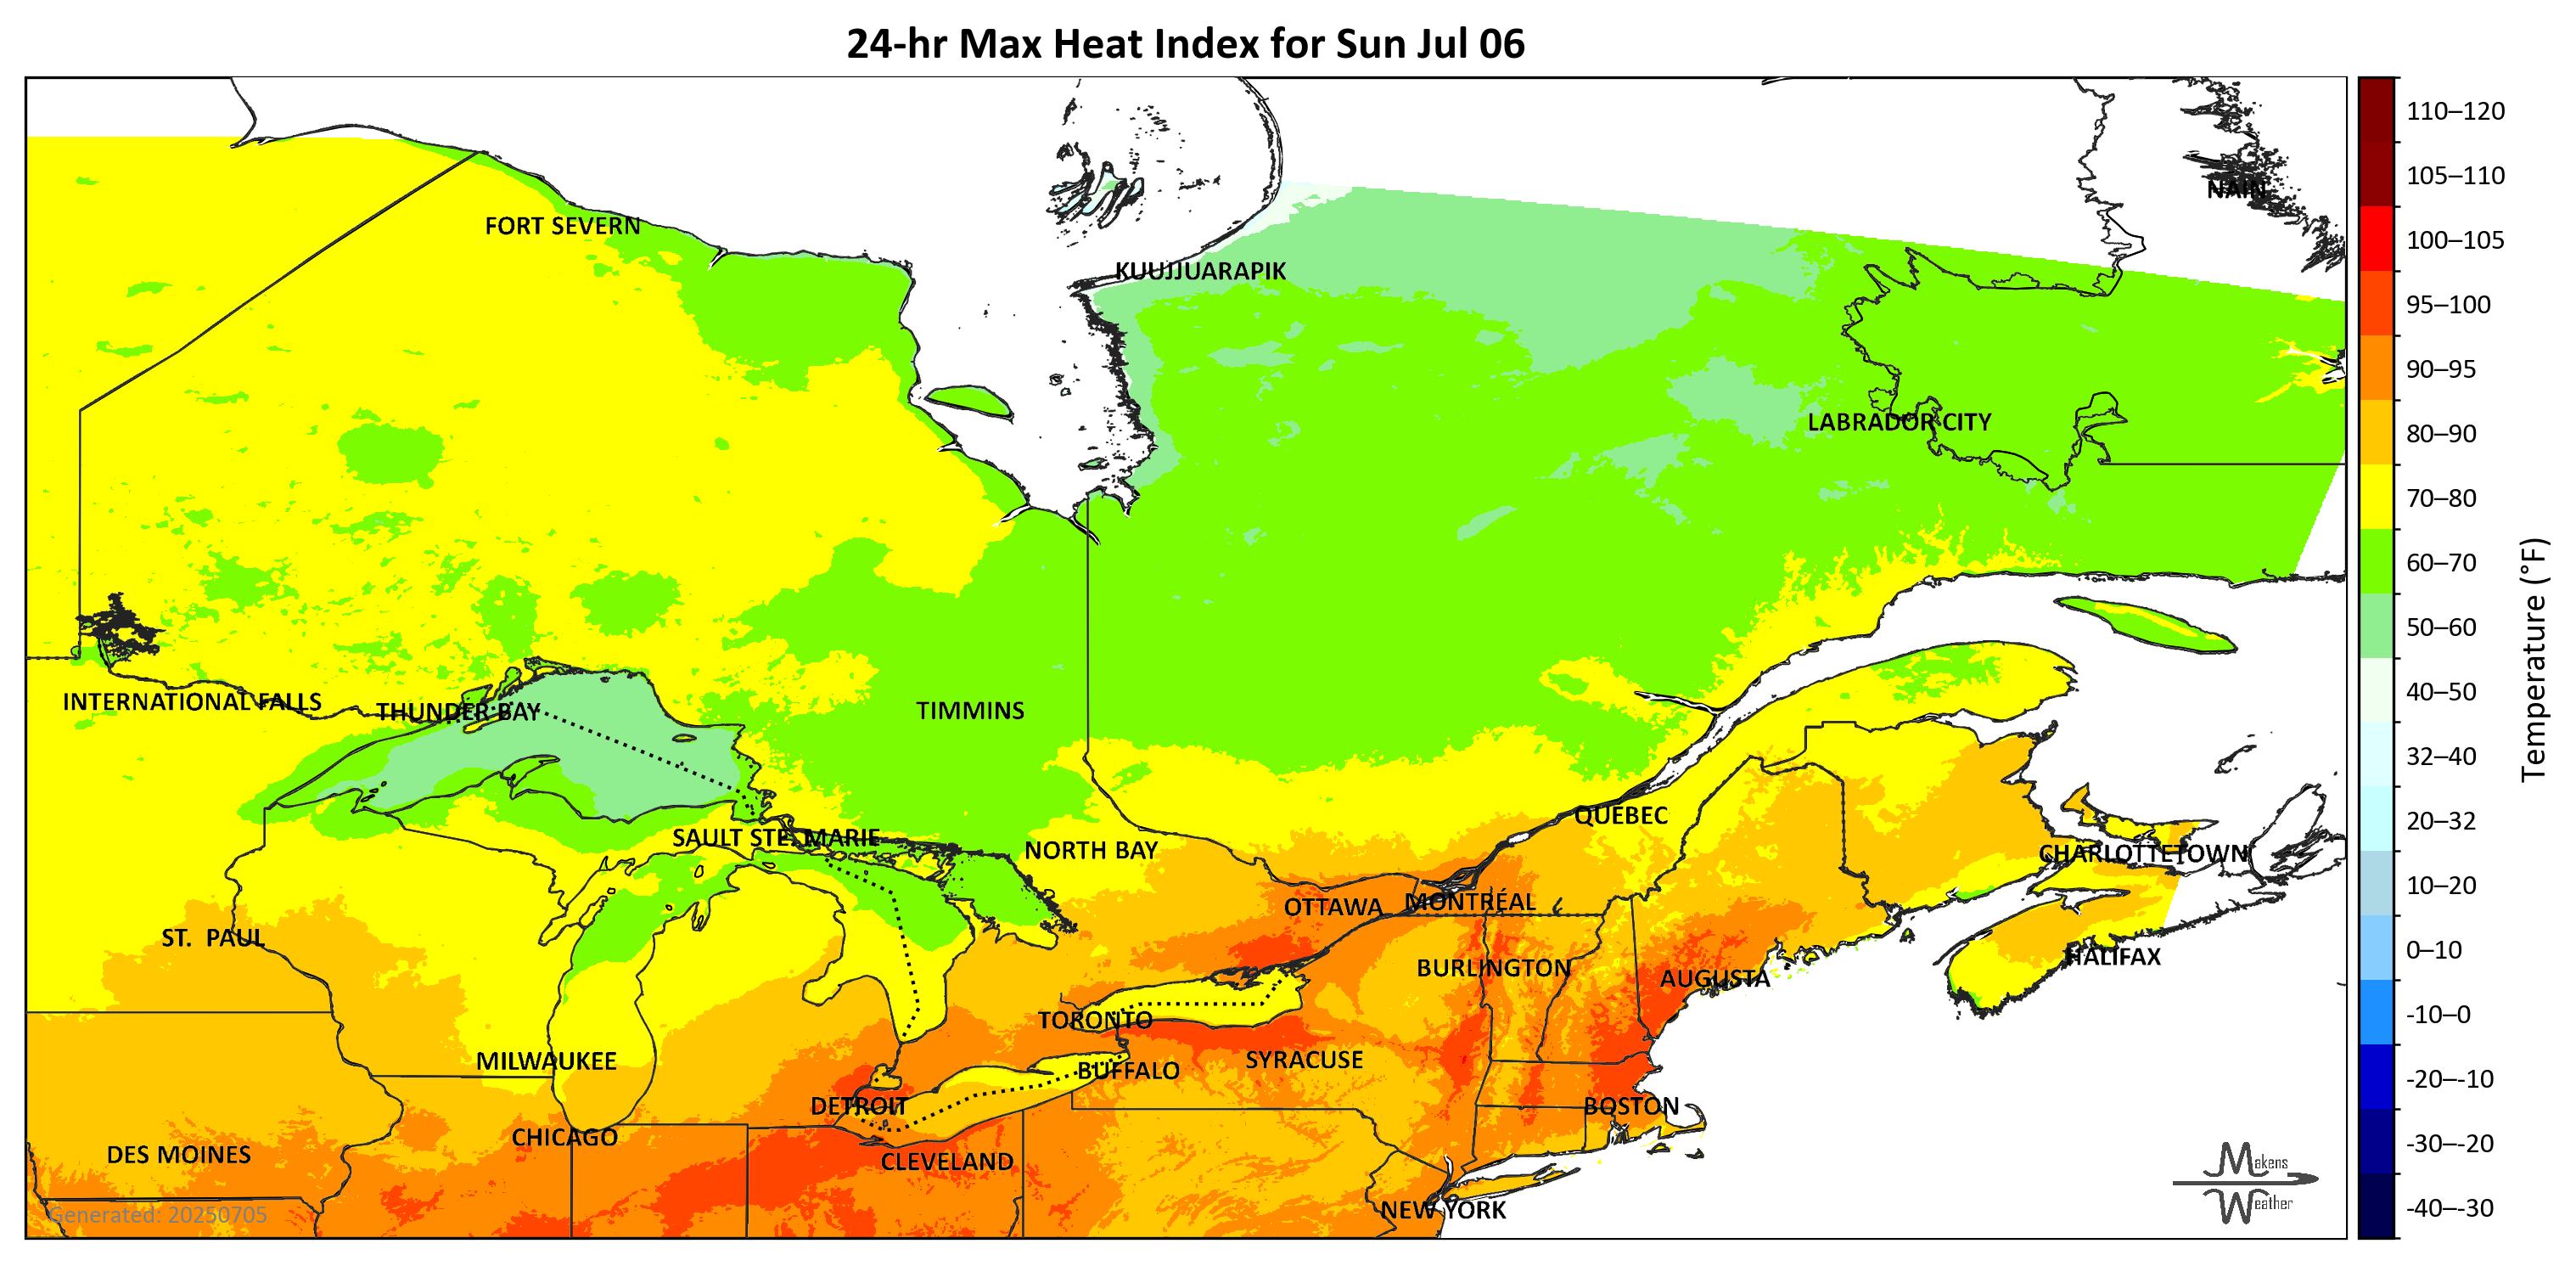 24-hr Max Heat Index for Sun Jul 06
110–120
105–110
NAIN
FORT SEVERN
100–105
KUUJJUARAPIK
95–100
90–95
LABRADOR CITY
80–90
70–80
60–70
Temperature (°F)
50–60
40–50
INTERNATIONAL FALLS
THUNDER BAY
TIMMINS
32–40
QUÉBEC
20–32
SAULT STE. MARIE
NORTH BAY
CHARLOTTETOWN
10–20
OTTAWA
MONTRÉAL
ST. PAUL
0–10
HALIFAX
BURLINGTON
AUGUSTA
-10–0
TORONTO
SYRACUSE
MILWAUKEE
BUFFALO
-20–-10
DETROIT
BOSTON
CHICAGO
-30–-20
DES MOINES
CLEVELAND
Makens
Weather
-40–-30
NEW YORK
Generated: 20250705